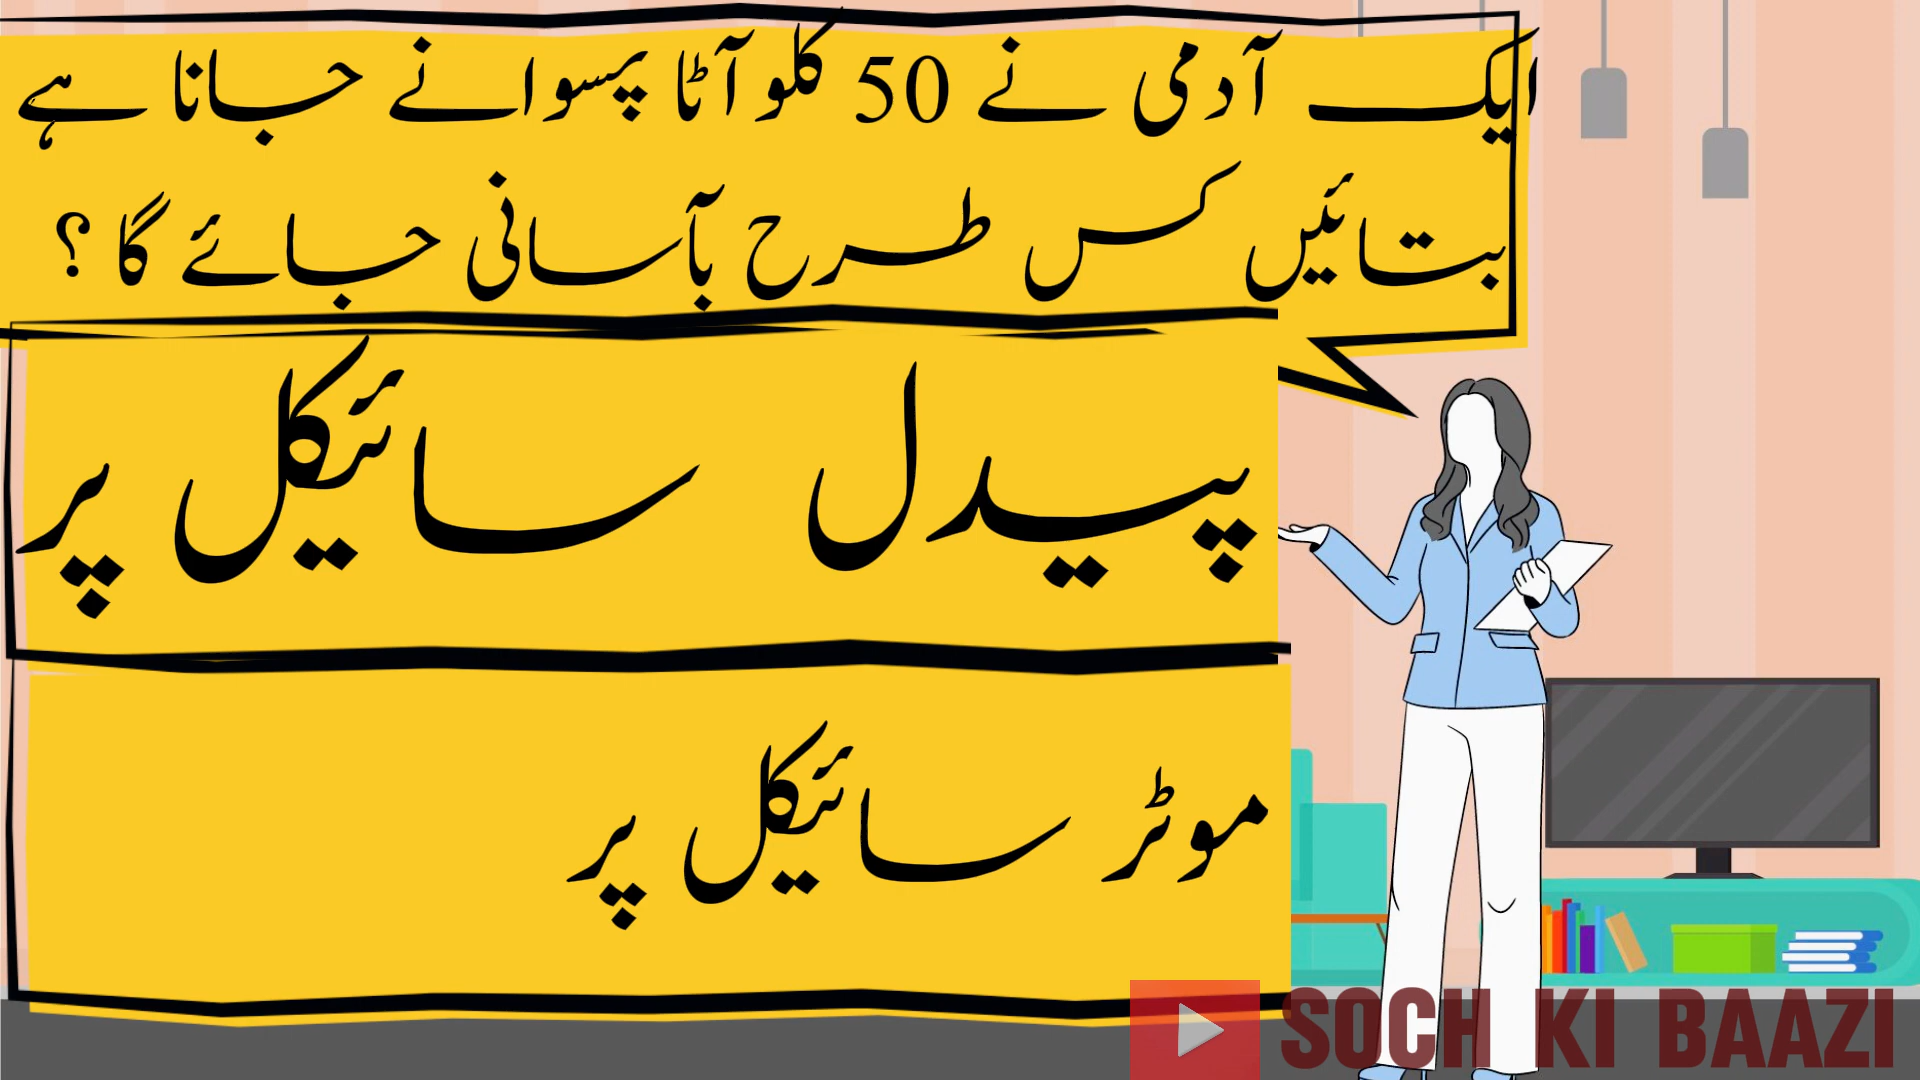 ایک آدمی نے 50 کلو آٹا پسوانے جانا ہے
بتائیں کس طرح بآسانی جائے گا ؟
پیدل سائیکل پر
موٹر سائیکل پر
SOCH KI BAAZI